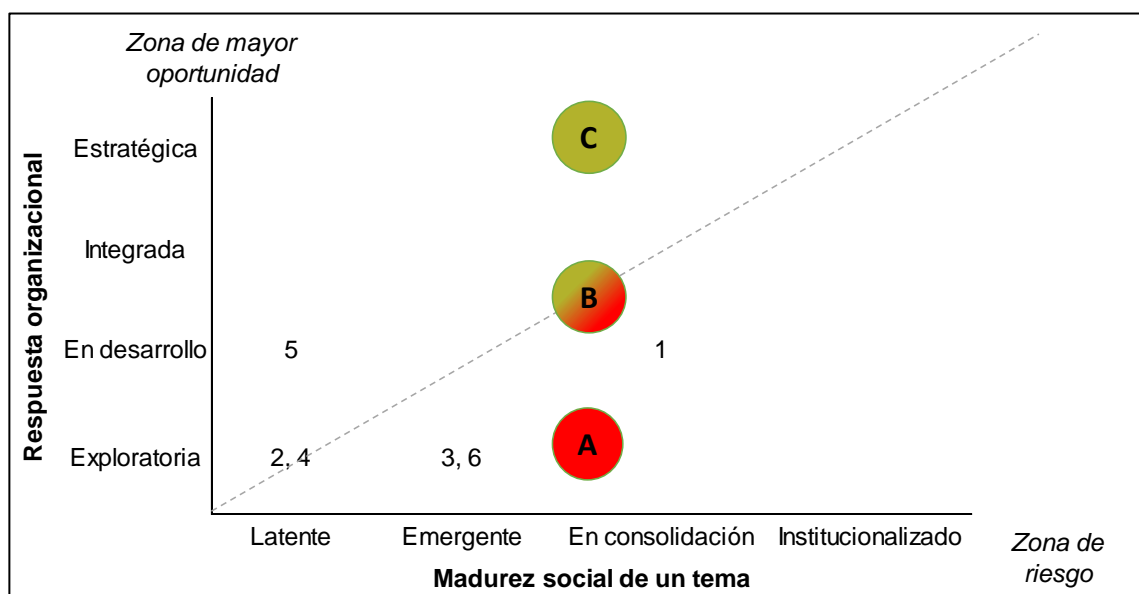 Zona de mayor
oportunidad
Respuesta organizacional
Estratégica
C
Integrada
B
En desarrollo
5
1
Exploratoria
2, 4
3, 6
A
Latente
Emergente
En consolidación
Institucionalizado
Madurez social de un tema
Zona de
riesgo